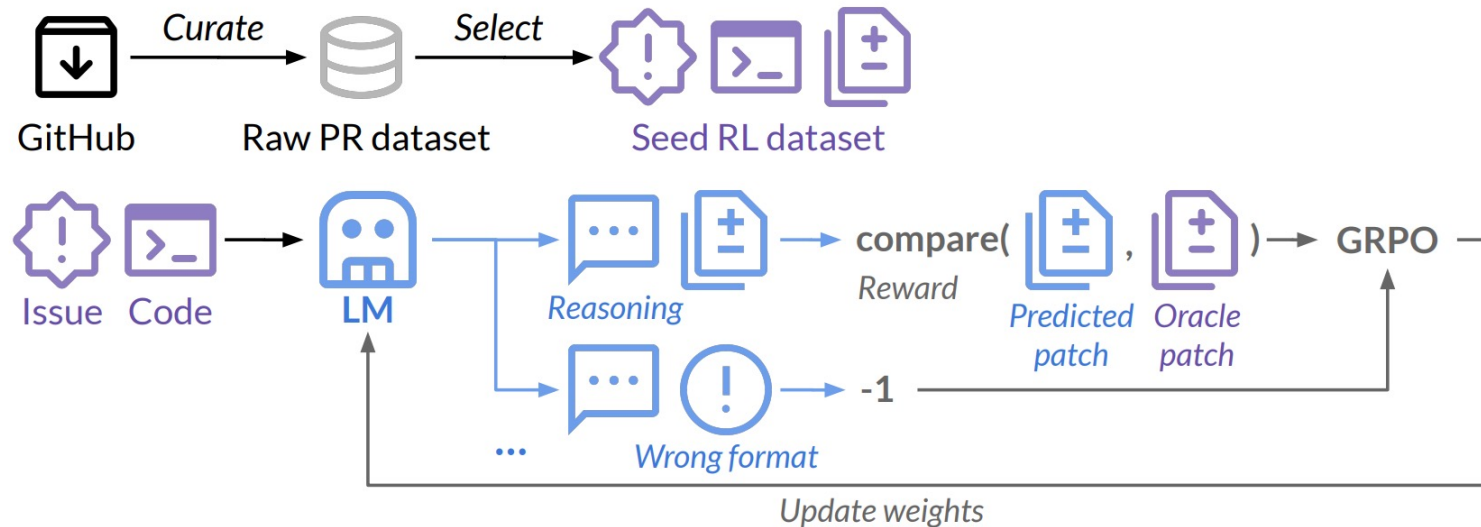 Curate
Select
GitHub
Raw PR dataset
Seed RL dataset
Issue
Code
LM
Reasoning
compare(
,
)
GRPO
Reward
Predicted
patch
Oracle
patch
-1
...
Wrong format
Update weights